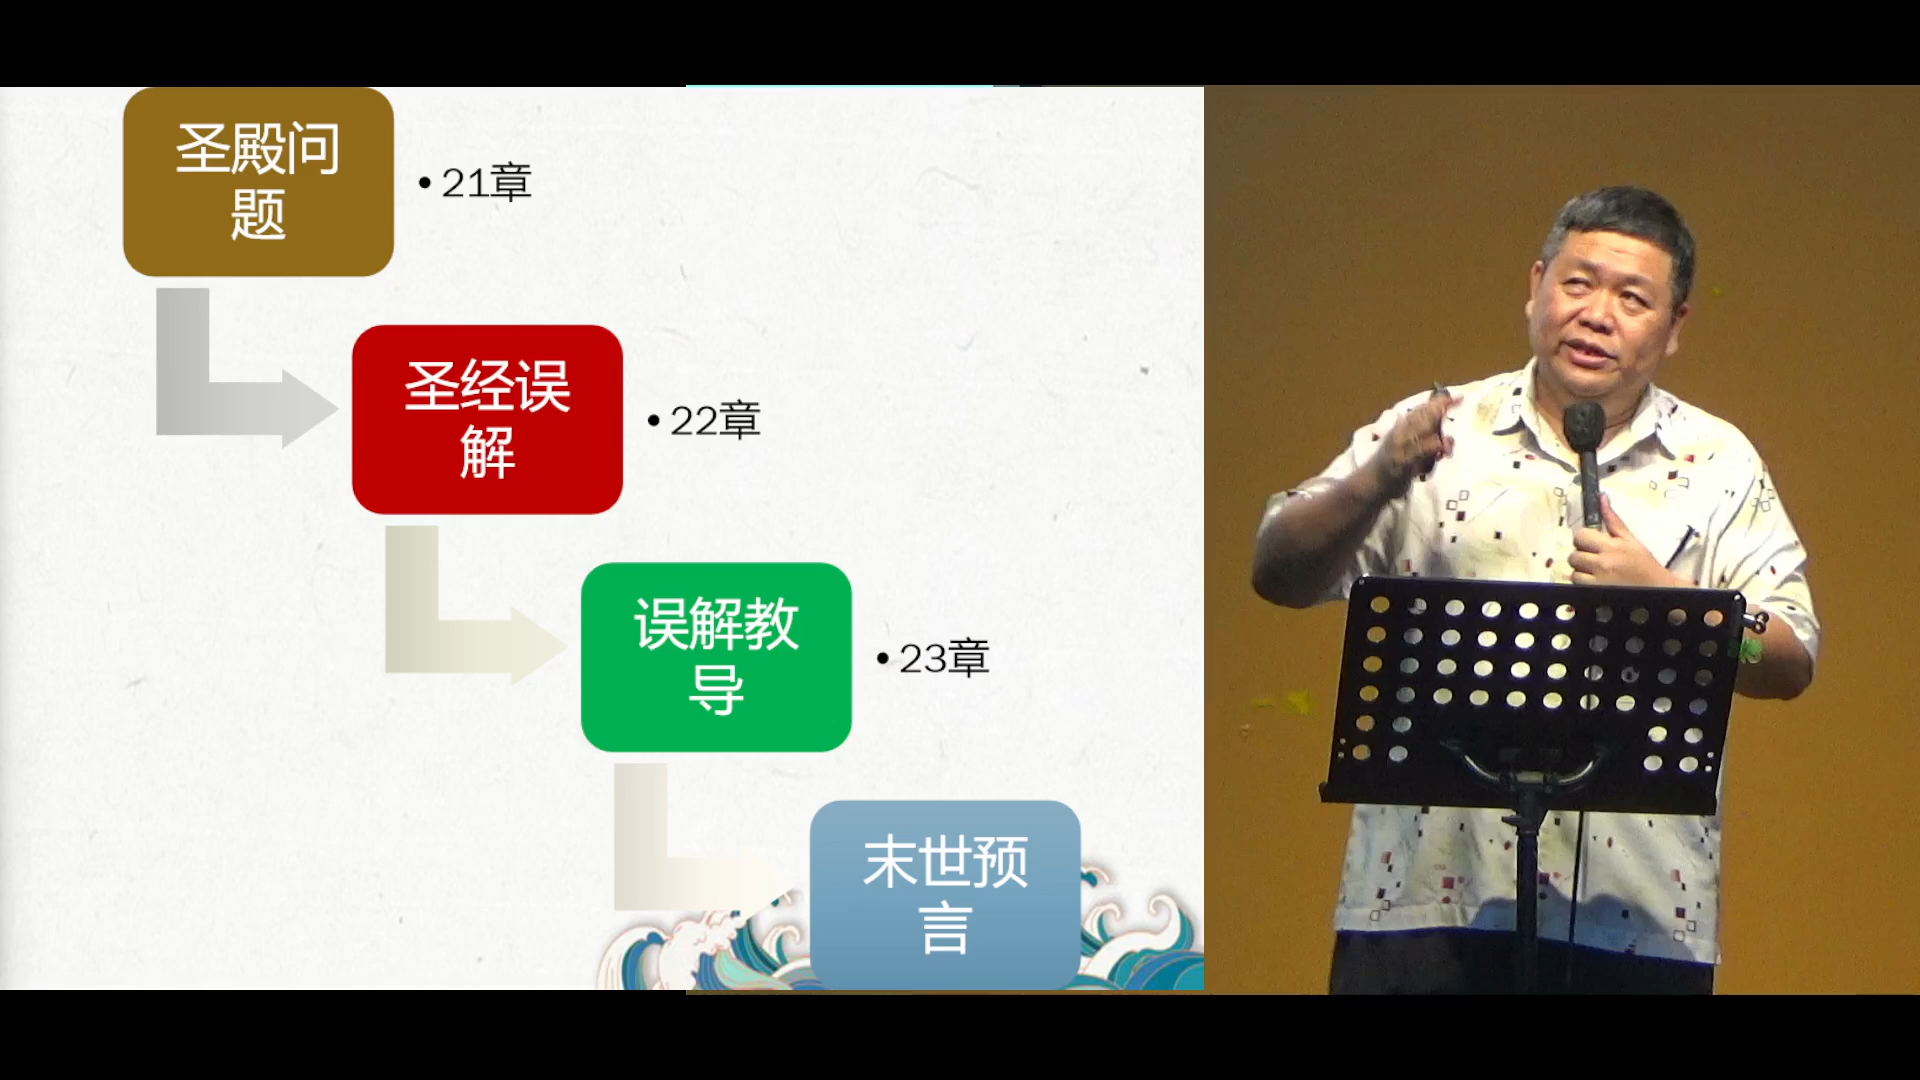 圣殿问
题
• 21章
圣经误
解
• 22章
误解教
导
• 23章
末世预
言